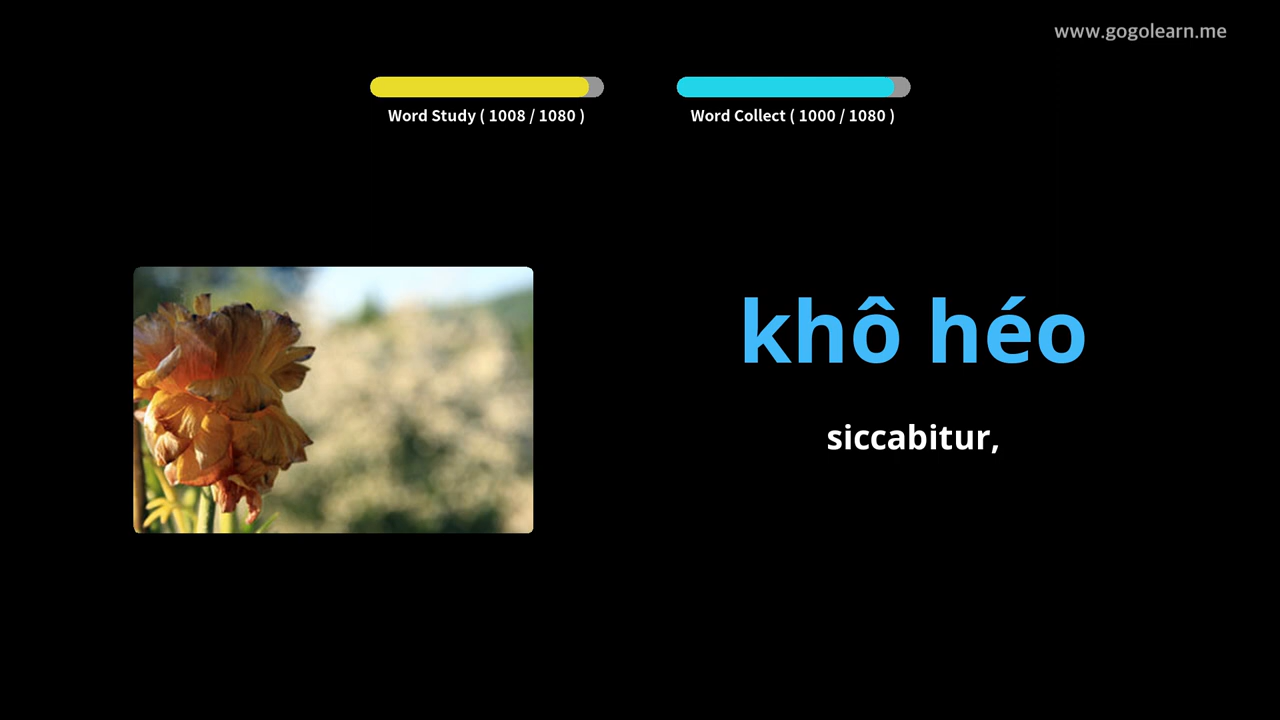 www.gogolearn.me
Word Study ( 1008 / 1080 )
Word Collect ( 1000 / 1080 )
khô héo
siccabitur,